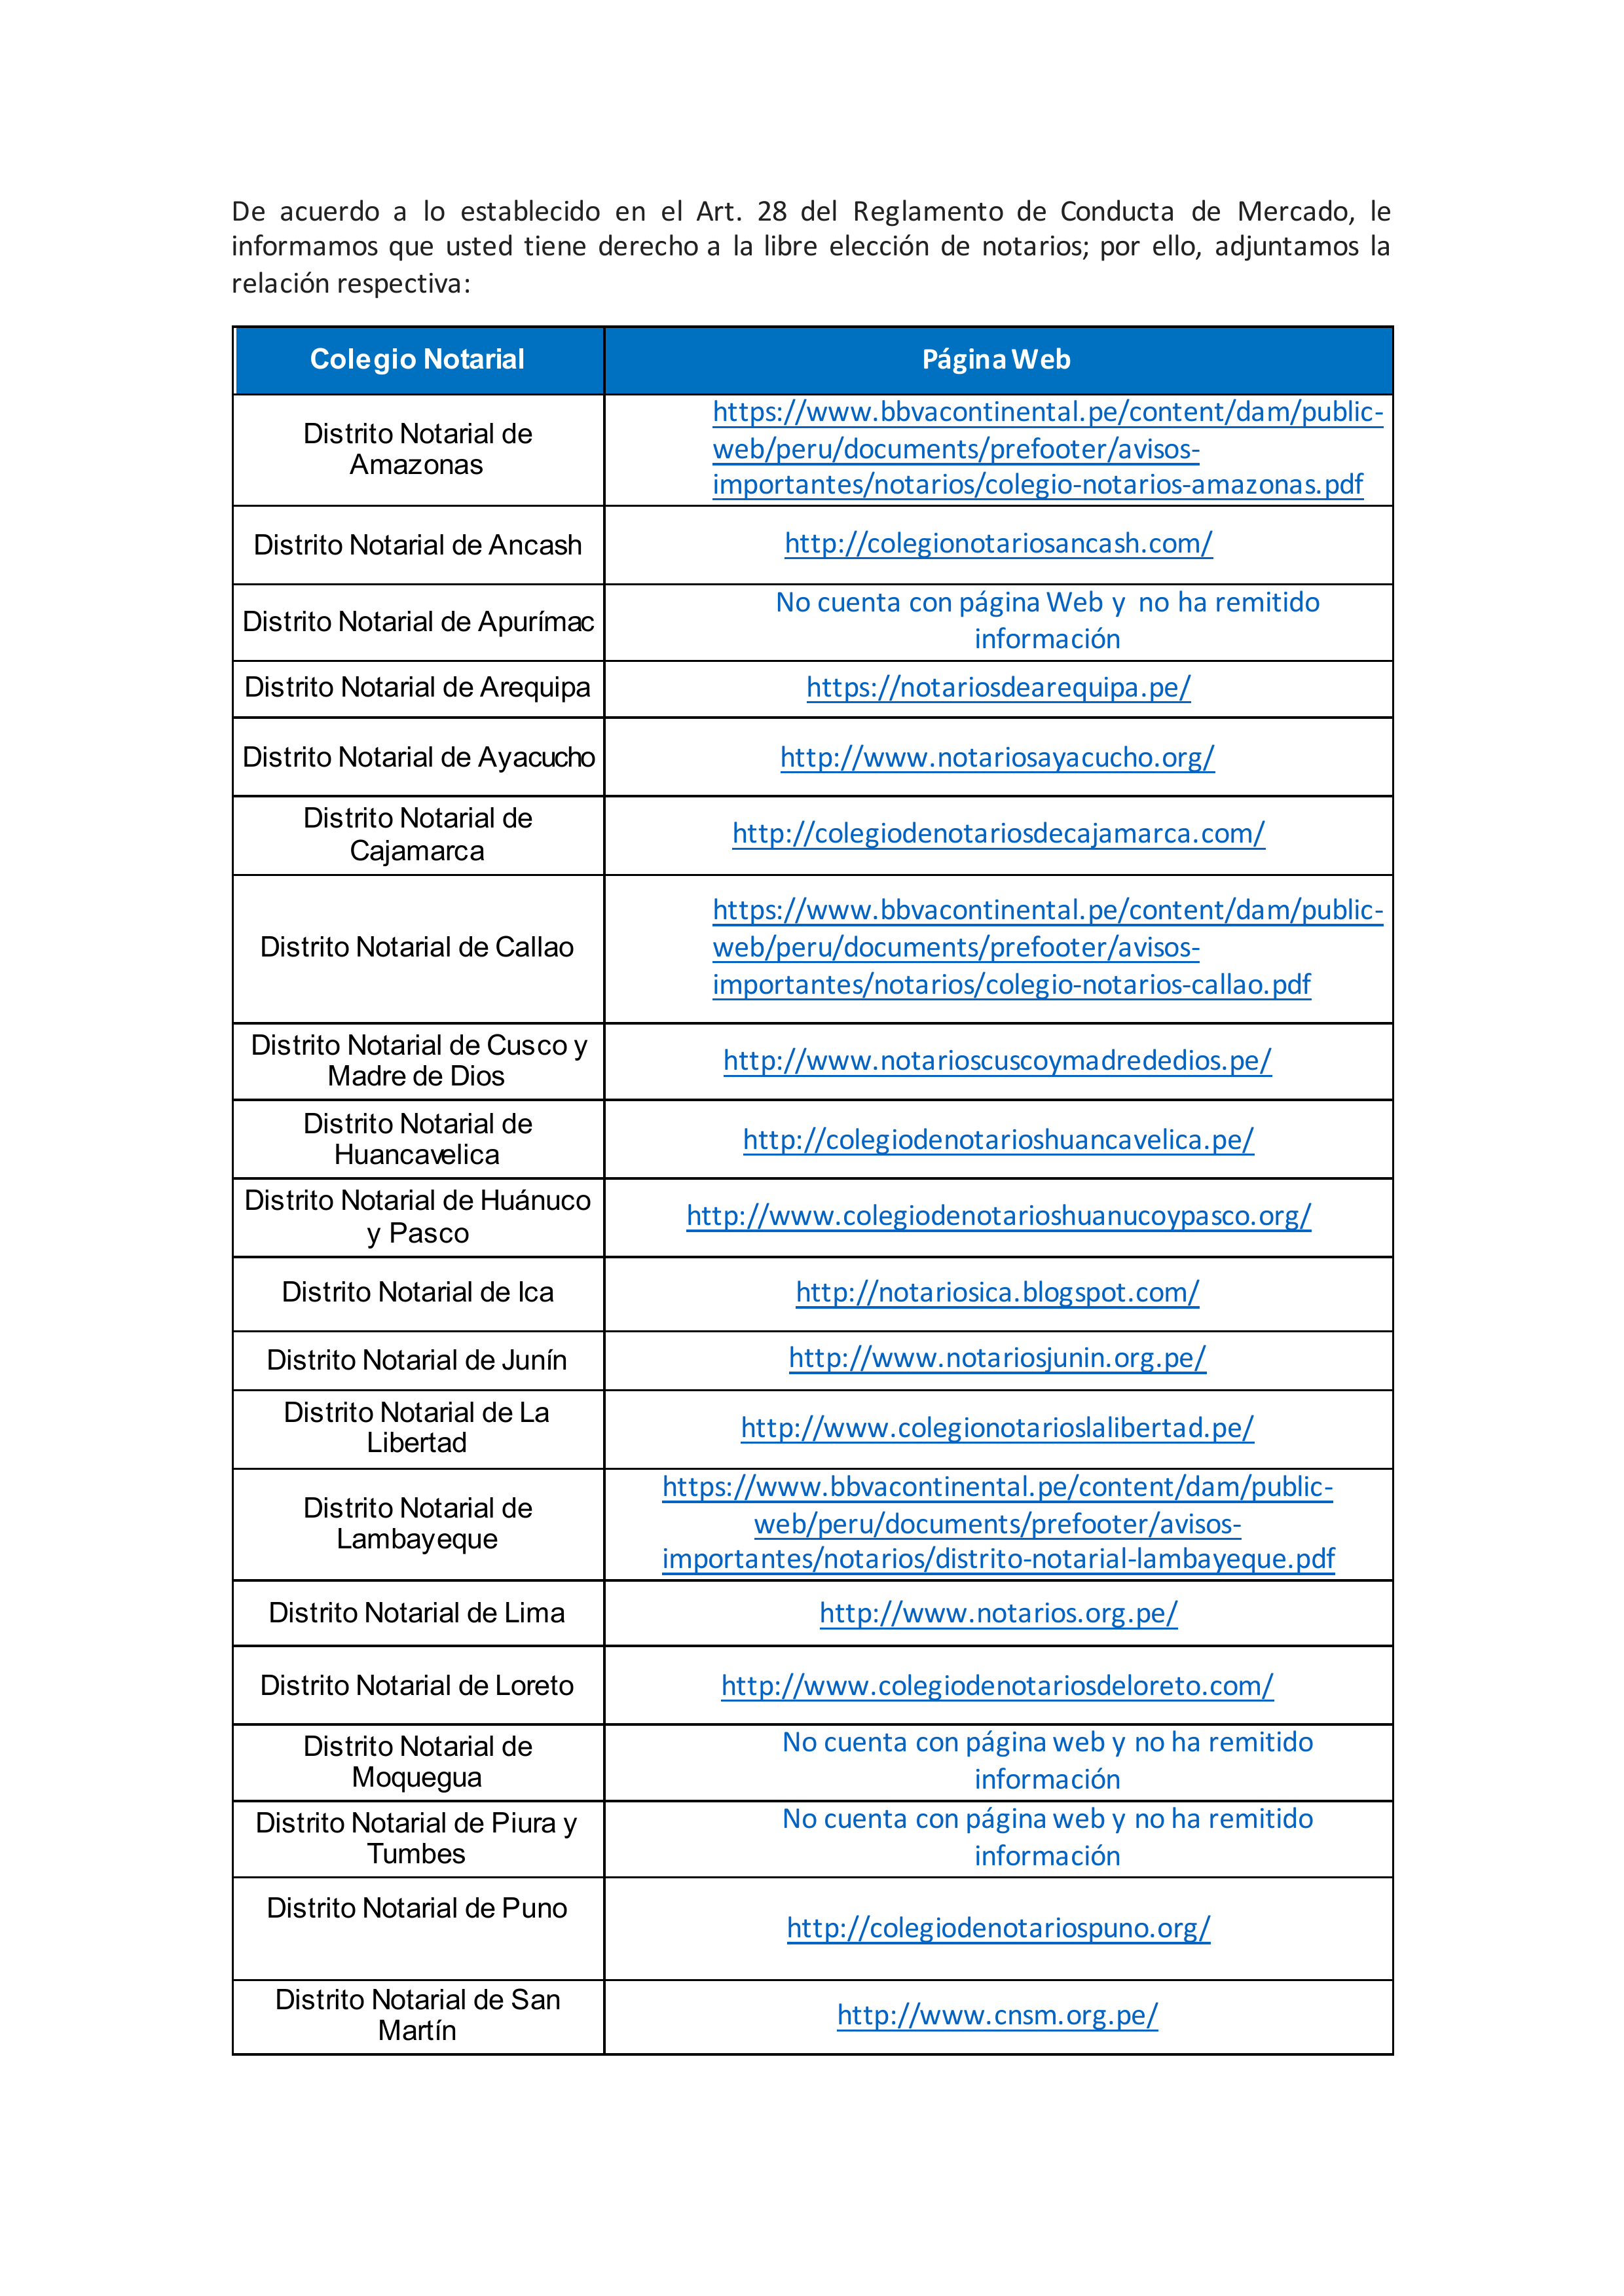 De acuerdo a lo establecido en el Art. 28 del Reglamento de Conducta de Mercado, le
informamos que usted tiene derecho a la libre elección de notarios; por ello, adjuntamos la
relación respectiva:
Colegio Notarial
Página Web
Distrito Notarial de
Amazonas
https://www.bbvacontinental.pe/content/dam/public-
web/peru/documents/prefooter/avisos-
importantes/notarios/colegio-notarios-amazonas.pdf
Distrito Notarial de Ancash
http://colegionotariosancash.com/
Distrito Notarial de Apurímac
No cuenta con página Web y no ha remitido
información
Distrito Notarial de Arequipa
https://notariosdearequipa.pe/
Distrito Notarial de Ayacucho
http://www.notariosayacucho.org/
Distrito Notarial de
Cajamarca
http://colegiodenotariosdecajamarca.com/
Distrito Notarial de Callao
https://www.bbvacontinental.pe/content/dam/public-
web/peru/documents/prefooter/avisos-
importantes/notarios/colegio-notarios-callao.pdf
Distrito Notarial de Cusco y
Madre de Dios
http://www.notarioscuscoymadrededios.pe/
Distrito Notarial de
Huancavelica
http://colegiodenotarioshuancavelica.pe/
Distrito Notarial de Huánuco
y Pasco
http://www.colegiodenotarioshuanucoypasco.org/
Distrito Notarial de Ica
http://notariosica.blogspot.com/
Distrito Notarial de Junín
http://www.notariosjunin.org.pe/
Distrito Notarial de La
Libertad
http://www.colegionotarioslalibertad.pe/
Distrito Notarial de
Lambayeque
https://www.bbvacontinental.pe/content/dam/public-
web/peru/documents/prefooter/avisos-
importantes/notarios/distrito-notarial-lambayeque.pdf
Distrito Notarial de Lima
http://www.notarios.org.pe/
Distrito Notarial de Loreto
http://www.colegiodenotariosdeloreto.com/
Distrito Notarial de
Moquegua
No cuenta con página web y no ha remitido
información
Distrito Notarial de Piura y
Tumbes
No cuenta con página web y no ha remitido
información
Distrito Notarial de Puno
http://colegiodenotariospuno.org/
Distrito Notarial de San
Martín
http://www.cnsm.org.pe/